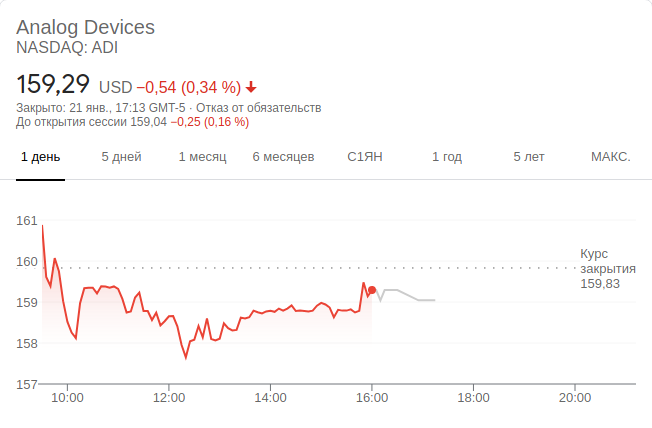 Analog Devices
NASDAQ: ADI
159,29 USD −0,54 (0,34 %)
Закрыто: 21 янв., 17:13 GMT-5 · Отказ от обязательств
До открытия сессии 159,04 −0,25 (0,16 %)
1 день 5 дней 1 месяц 6 месяцев С1ЯН 1 год 5 лет МАКС.
161
160
159
158
157
Курс
закрытия
159,83
10:00 12:00 14:00 16:00 18:00 20:00